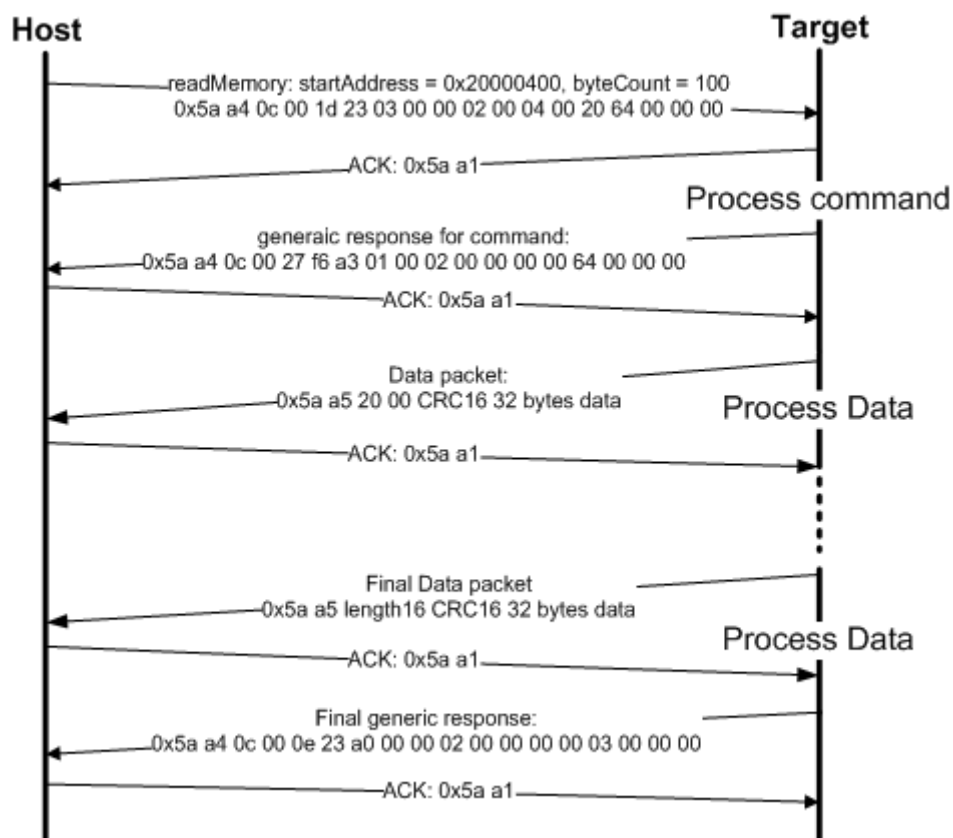 Host
Target
readMemory: startAddress = 0x20000400, byteCount = 100
0x5a a4 0c 00 1d 23 03 00 00 02 00 04 00 20 64 00 00 00
ACK: 0x5a a1
Process command
generaic response for command:
0x5a a4 0c 00 27 f6 a3 01 00 02 00 00 00 00 64 00 00 00
ACK: 0x5a a1
Data packet:
0x5a a5 20 00 CRC16 32 bytes data
Process Data
ACK: 0x5a a1
Final Data packet
0x5a a5 length16 CRC16 32 bytes data
Process Data
ACK: 0x5a a1
Final generic response:
0x5a a4 0c 00 0e 23 a0 00 00 02 00 00 00 00 03 00 00 00
ACK: 0x5a a1